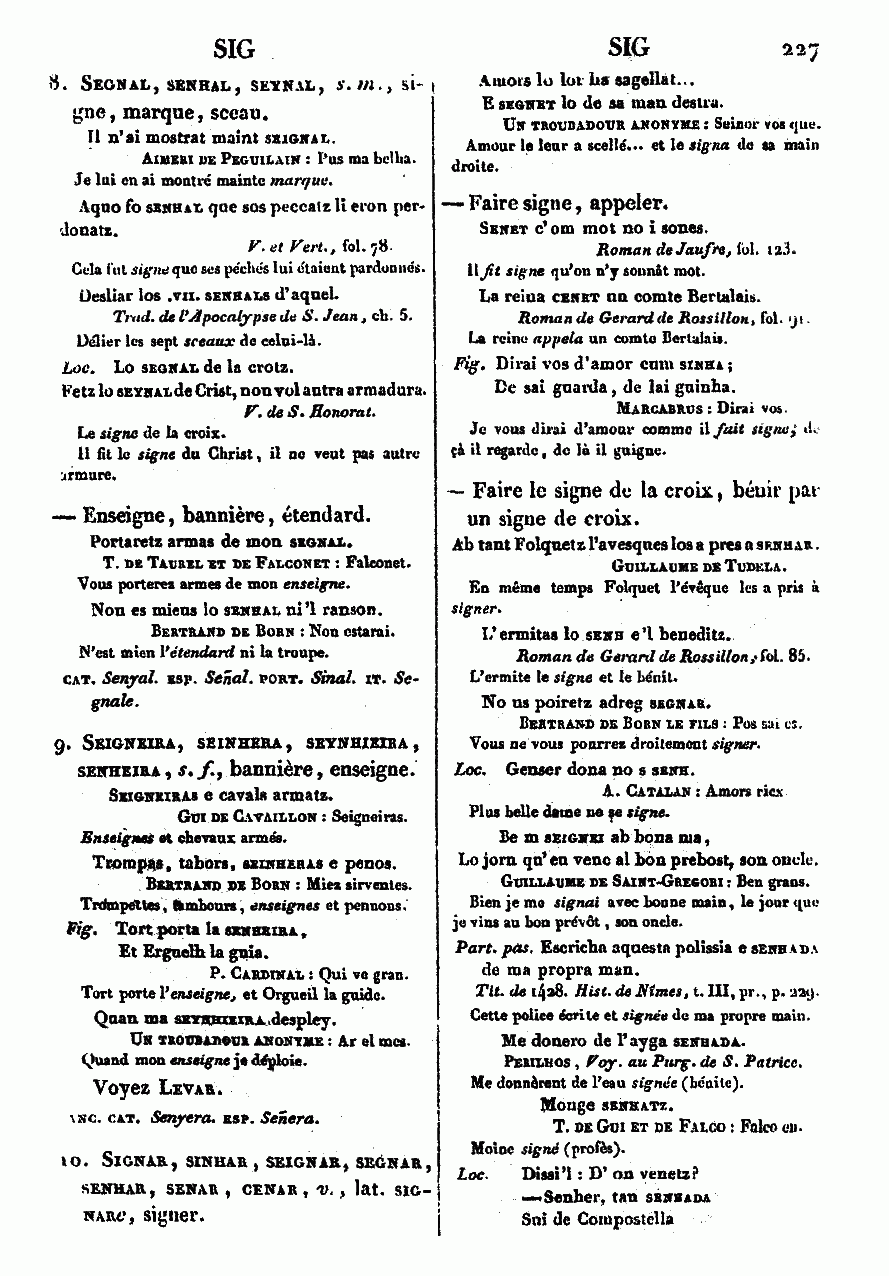 SIG
8. SEGNAL, SENHAL, SEYNAL, s. m., si-
gne, marque, sceau.
Il n'ai mostrat maint SEIGNAL.
AIMERI DE PEGUILAIN : Pus ma belha.
Je lui en ai montré mainte marque.
Aquo fo SENHAL que sos peccatz li eron per-
donatz.
V. et Vert., fol. 78.
Cela fut signe que ses péchés lui étaient pardonnés.
Desliar los .VII. SENHALS d'aquel.
Trad. de l'Apocalypse de S. Jean, ch. 5.
Délier les sept sceaux de celui-là.
Loc. Lo SEGNAL de la crotz.
Fetz lo SEYNAL de Crist, non vol autra armadura.
V. de S. Honorat.
Le signe de la croix.
Il fit le signe du Christ, il ne veut pas autre
armure.
— Enseigne, bannière, étendard.
Portaretz armas de mon SEGNAL.
T. DE TAUREL ET DE FALCONET : Falconet.
Vous porterez armes de mon enseigne.
Non es mieus lo SENHAL ni'l ranson.
BERTRAND DE BORN : Non estarai.
N'est mien l'étendard ni la troupe.
CAT. Senyal. ESP. Señal. PORT. Sinal. IT. Se-
gnale.
9. SEIGNEIRA, SEINHERA, SEYNHIEIRA,
SENHEIRA, s. f., bannière, enseigne.
SEIGNEIRAS e cavals armatz.
GUI DE CAVAILLON : Seigneiras.
Enseignes et chevaux armés.
Trompas, tabors, SEINHERAS e penos.
BERTRAND DE BORN : Miez sirventes.
Trompettes, tambours, enseignes et pennons.
Fig. Tort porta la SENHEIRA,
Et Erguelh la guia.
P. CARDINAL : Qui ve gran.
Tort porte l'enseigne, et Orgueil la guide.
Quan ma SEYNHIEIRA despley.
UN TROUBADOUR ANONYME : Ar el mes.
Quand mon enseigne je déploie.
Voyez LEVAR.
ANC. CAT. Senyera. ESP. Señera.
10. SIGNAR, SINHAR, SEIGNAR, SEGNAR,
SENHAR, SENAR, CENAR, v., lat. SIG-
NARe, signer.
SIG 227
Amors lo lor ha sagellat...
E SEGNET lo de sa man destra.
UN TROUBADOUR ANONYME : Seinor vos que.
Amour le leur a scellé... et le signa de sa main
droite.
— Faire signe, appeler.
SENET c'om mot no i sones.
Roman de Jaufre, fol. 123.
Il fit signe qu'on n'y sonnât mot.
La reina CENET un comte Bertalais.
Roman de Gerard de Rossillon, fol. 91.
La reine appela un comte Bertalais.
Fig. Dirai vos d'amor cum SINHA;
De sai guarda, de lai guinha.
MARCABRUS : Dirai vos.
Je vous dirai d'amour comme il fait signe; de
çà il regarde, de là il guigne.
— Faire le signe de la croix, bénir par
un signe de croix.
Ab tant Folquetz l'avesques los a pres a SENHAR.
GUILLAUME DE TUDELA.
En même temps Folquet l'évêque les a pris à
signer.
L'ermitas lo SENH e'l beneditz.
Roman de Gerard de Rossillon, fol. 85.
L'ermite le signe et le bénit.
No us poiretz adreg SEGNAR.
BERTRAND DE BORN LE FILS : Pos sai es.
Vous ne vous pourrez droitement signer.
Loc. Genser dona no s SENH.
A. CATALAN : Amors ricx
Plus belle dame ne se signe.
Be m SEIGNEI ab bona ma,
Lo jorn qu'eu venc al bon prebost, son oncle.
GUILLAUME DE SAINT-GREGORI : Ben grans.
Bien je me signai avec bonne main, le jour que
je vins au bon prévôt, son oncle.
Part. pas. Escricha aquesta polissia e SENHADA
de ma propra man.
Tit. de 1428. Hist. de Nîmes, t. III, pr., p. 229.
Cette police écrite et signée de ma propre main.
Me donero de l'ayga SENHADA.
PERILHOS, Voy. au Purg. de S. Patrice.
Me donnèrent de l'eau signée (bénite).
Monge SENHATZ.
T. DE GUI ET DE FALCO : Falco en.
Moine signé (profès).
Loc. Dissi'l : D' on venetz?
—Senher, tan SENHADA
Sui de Compostella